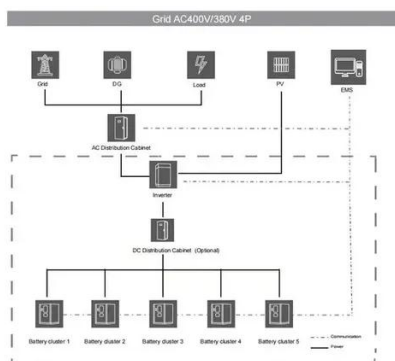 Grid AC400V/380V 4P
Grid
DG
Load
PV
EMS
AC Distribution Cabinet
Inverter
DC Distribution Cabinet (Optional)
Battery cluster 1
Battery cluster 2
Battery cluster 3
Battery cluster 4
Battery cluster 5
Communication
Power